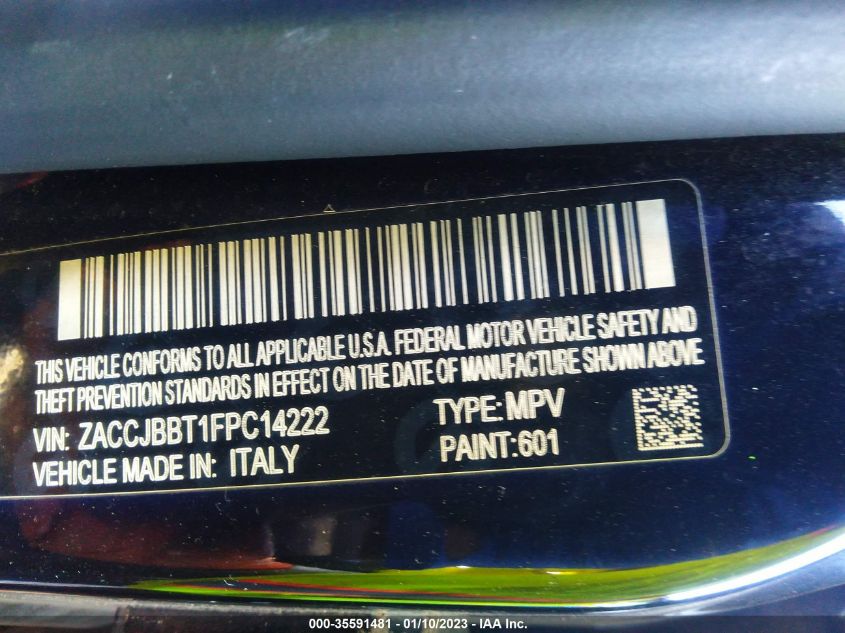 THIS VEHICLE CONFORMS TO ALL APPLICABLE U.S.A. FEDERAL MOTOR VEHICLE SAFETY AND
THEFT PREVENTION STANDARDS IN EFFECT ON THE DATE OF MANUFACTURE SHOWN ABOVE
VIN: ZACCJBBT1FPC14222 TYPE: MPV
VEHICLE MADE IN: ITALY PAINT:601
000-35591481 - 01/10/2023 - IAA Inc.